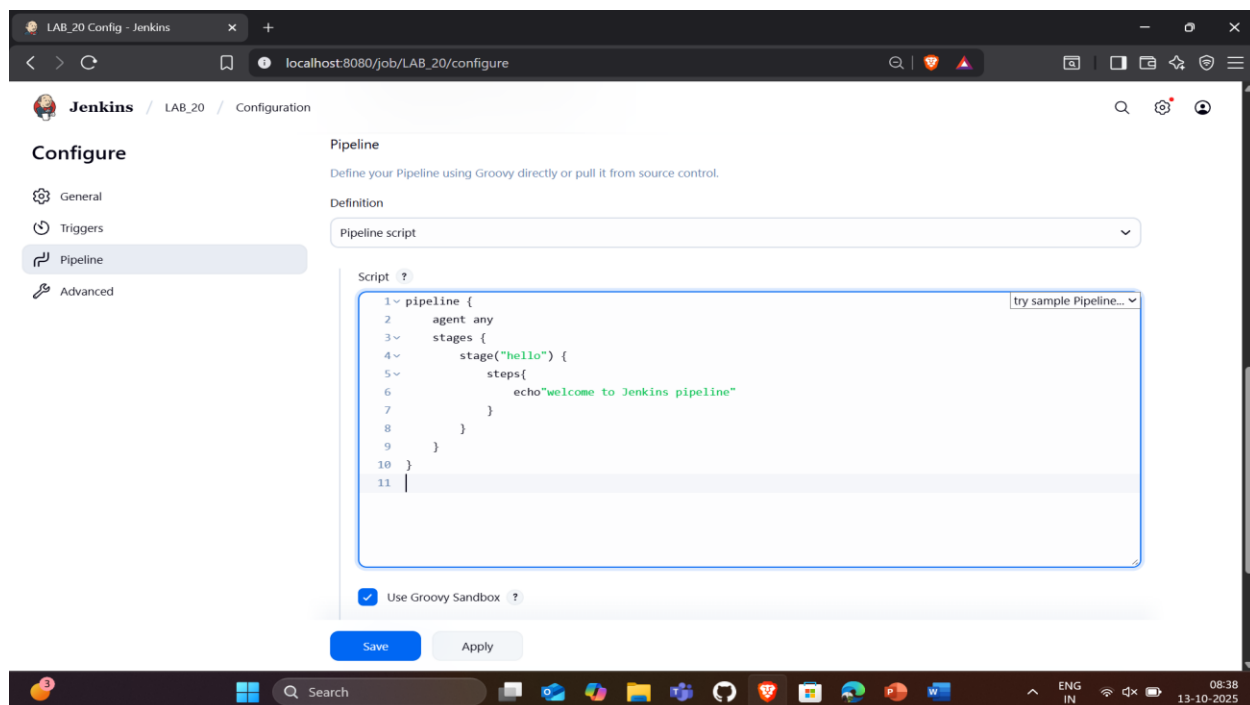 LAB_20 Config - Jenkins
localhost:8080/job/LAB_20/configure
Jenkins / LAB_20 / Configuration
Configure
General
Triggers
Pipeline
Advanced
Pipeline
Define your Pipeline using Groovy directly or pull it from source control.
Definition
Pipeline script
Script ?
try sample Pipeline...
1 pipeline {
2     agent any
3     stages {
4         stage("hello") {
5             steps{
6                 echo"welcome to Jenkins pipeline"
7             }
8         }
9     }
10 }
11
Use Groovy Sandbox ?
Save
Apply
3
Search
ENG
IN
08:38
13-10-2025